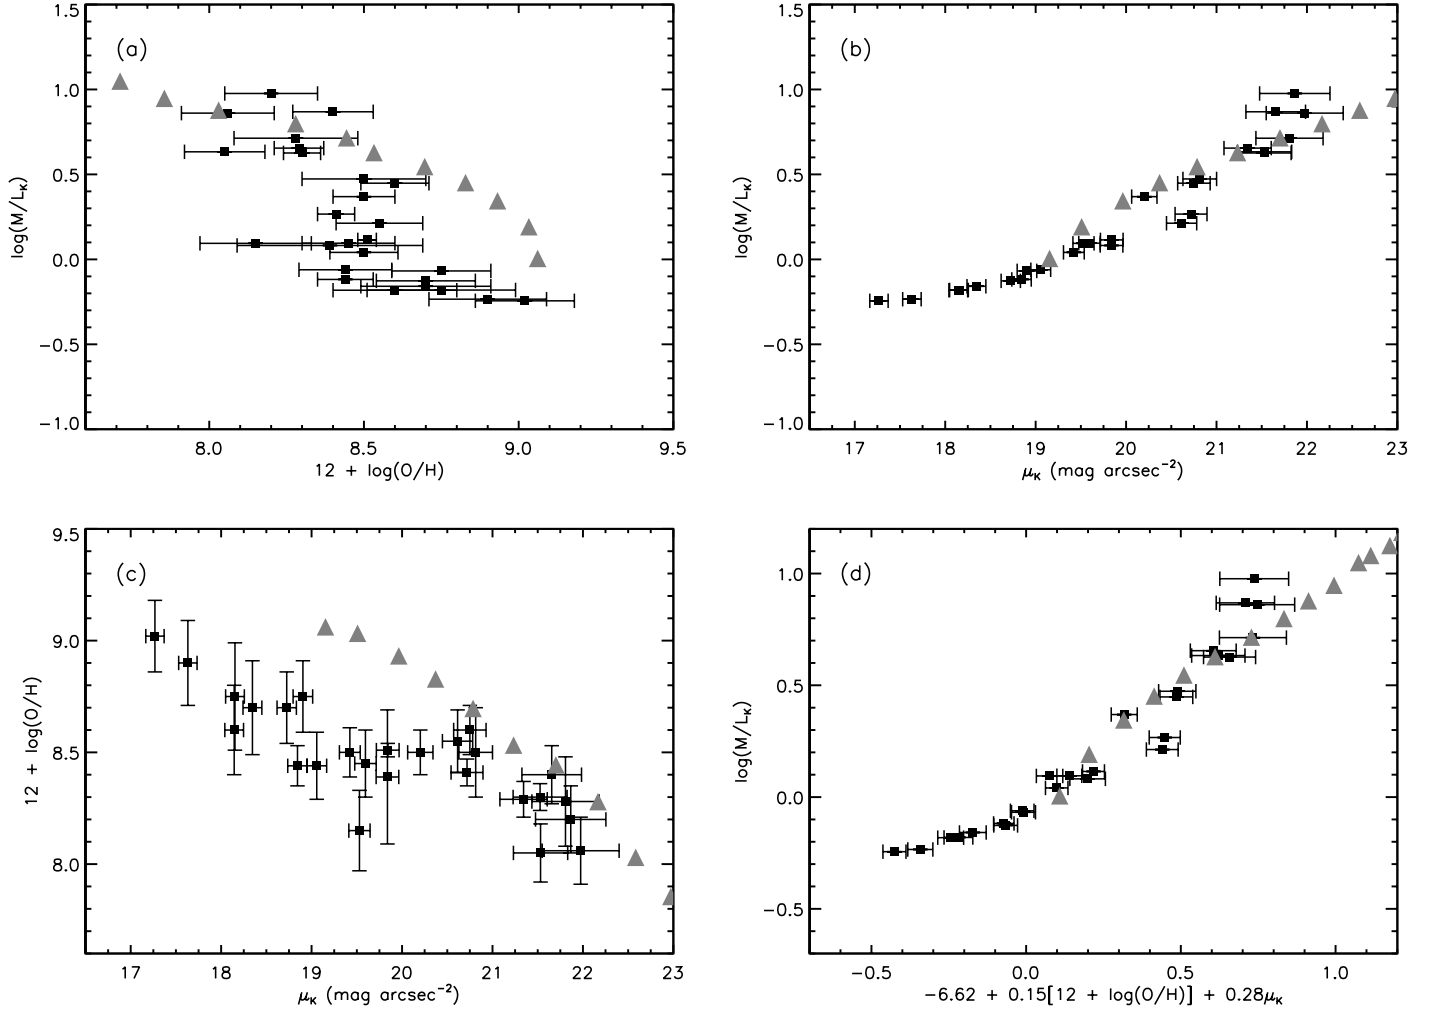 (a)
1.5
1.0
0.5
0.0
−0.5
−1.0
log(M/L_K)
8.0 8.5 9.0 9.5
12 + log(O/H)
(b)
1.5
1.0
0.5
0.0
−0.5
−1.0
log(M/L_K)
17 18 19 20 21 22 23
μ_K (mag arcsec⁻²)
(c)
9.5
9.0
8.5
8.0
12 + log(O/H)
17 18 19 20 21 22 23
μ_K (mag arcsec⁻²)
(d)
1.0
0.5
0.0
−0.5
log(M/L_K)
−0.5 0.0 0.5 1.0
−6.62 + 0.15[12 + log(O/H)] + 0.28μ_K